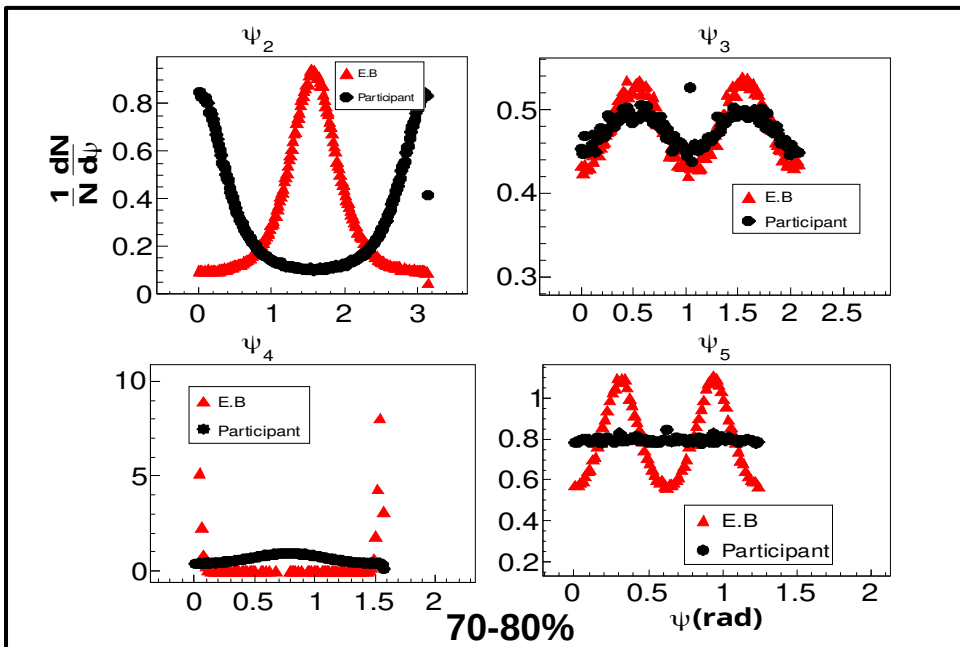 ψ2
ψ3
1 dN
N dψ
0.8
0.6
0.4
0.2
0
E.B
Participant
0 1 2 3
0.5
0.4
0.3
E.B
Participant
0 0.5 1 1.5 2 2.5
ψ4
ψ5
10
5
0
E.B
Participant
0 0.5 1 1.5 2
1
0.8
0.6
0.4
0.2
E.B
Participant
0 0.5 1 1.5 2
ψ(rad)
70-80%